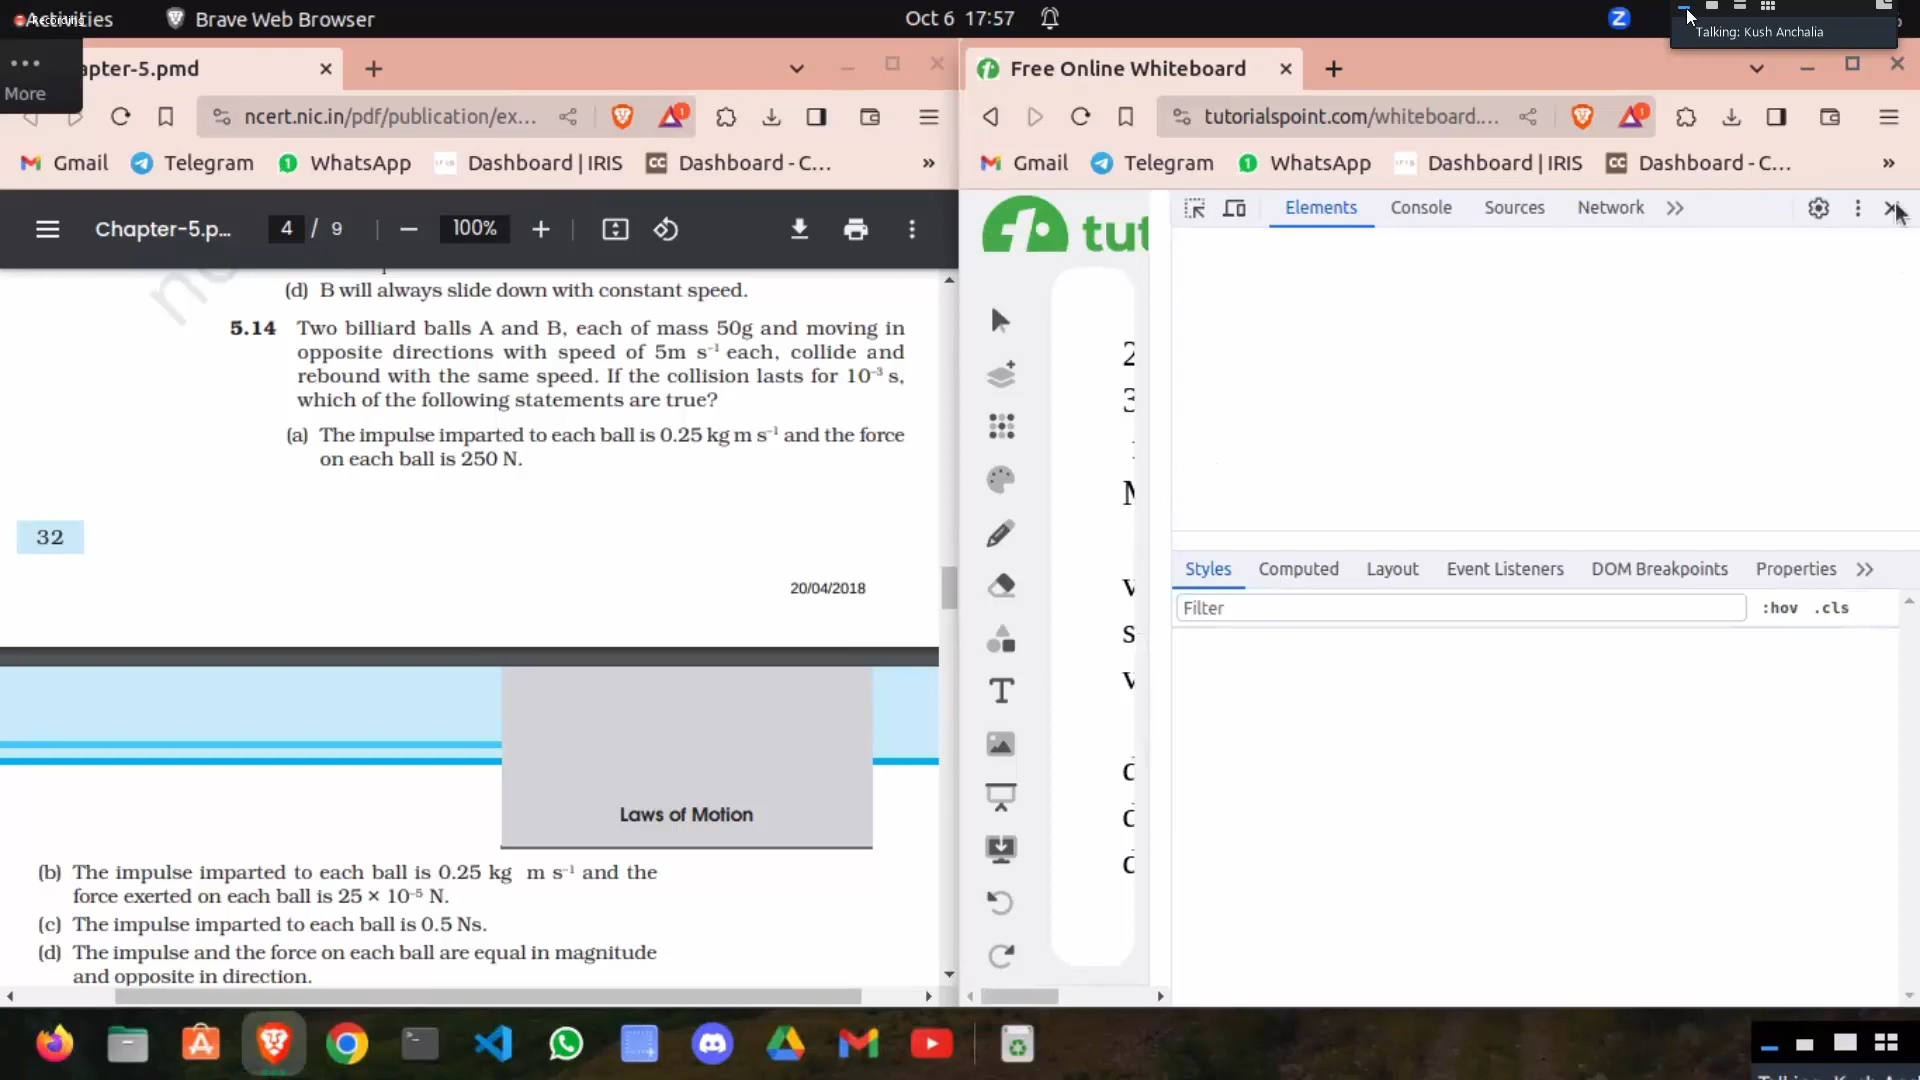 Activities
Brave Web Browser
Oct 6 17:57
Talking: Kush Anchalia
More
apter-5.pmd
Free Online Whiteboard
ncert.nic.in/pdf/publication/ex...
tutorialspoint.com/whiteboard....
Gmail Telegram WhatsApp Dashboard | IRIS Dashboard - C... »
Gmail Telegram WhatsApp Dashboard | IRIS Dashboard - C... »
Chapter-5.p... 4 / 9 100%
tut
Elements Console Sources Network
(d) B will always slide down with constant speed.
5.14 Two billiard balls A and B, each of mass 50g and moving in
opposite directions with speed of 5m s⁻¹ each, collide and
rebound with the same speed. If the collision lasts for 10⁻³ s,
which of the following statements are true?
(a) The impulse imparted to each ball is 0.25 kg m s⁻¹ and the force
on each ball is 250 N.
32
20/04/2018
Laws of Motion
(b) The impulse imparted to each ball is 0.25 kg m s⁻¹ and the
force exerted on each ball is 25 × 10⁻⁵ N.
(c) The impulse imparted to each ball is 0.5 Ns.
(d) The impulse and the force on each ball are equal in magnitude
and opposite in direction.
2
3
v
s
v
Styles Computed Layout Event Listeners DOM Breakpoints Properties
Filter :hov .cls